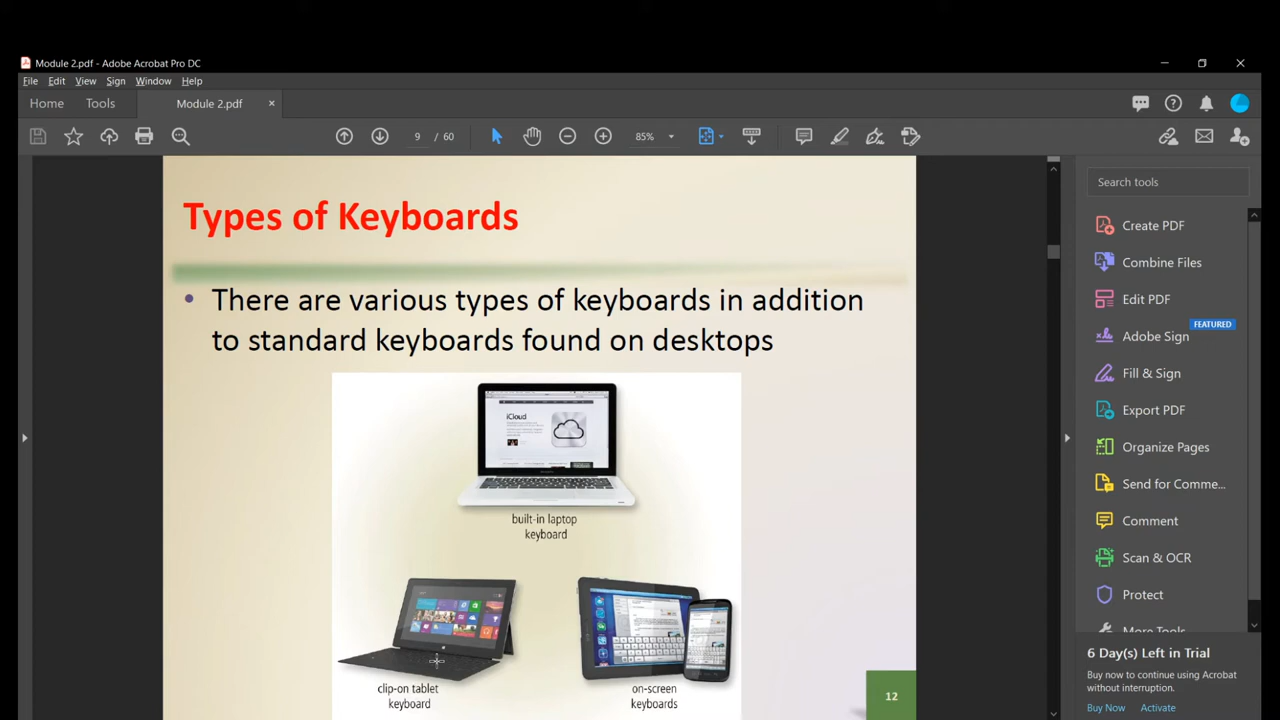 Module 2.pdf - Adobe Acrobat Pro DC
File Edit View Sign Window Help
Home Tools Module 2.pdf ×
9 / 60 85%
Types of Keyboards
• There are various types of keyboards in addition
to standard keyboards found on desktops
iCloud
built-in laptop
keyboard
clip-on tablet
keyboard
on-screen
keyboards
12
Search tools
Create PDF
Combine Files
Edit PDF
FEATURED
Adobe Sign
Fill & Sign
Export PDF
Organize Pages
Send for Comme...
Comment
Scan & OCR
Protect
More Tools
6 Day(s) Left in Trial
Buy now to continue using Acrobat
without interruption.
Buy Now Activate